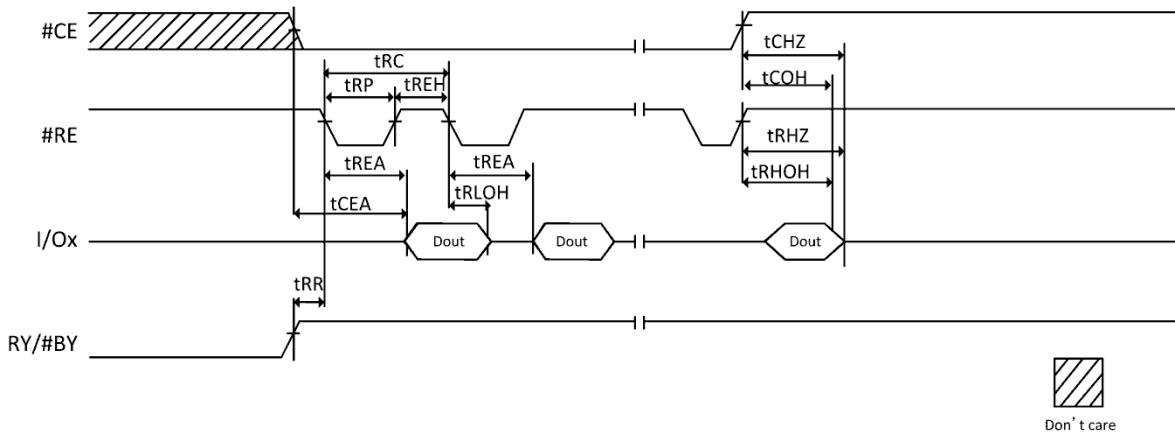 #CE
tCHZ
tRC
tCOH
tRP
tREH
#RE
tRHZ
tREA
tREA
tRHOH
tRLOH
tCEA
I/Ox
Dout
Dout
Dout
tRR
RY/#BY
Don't care